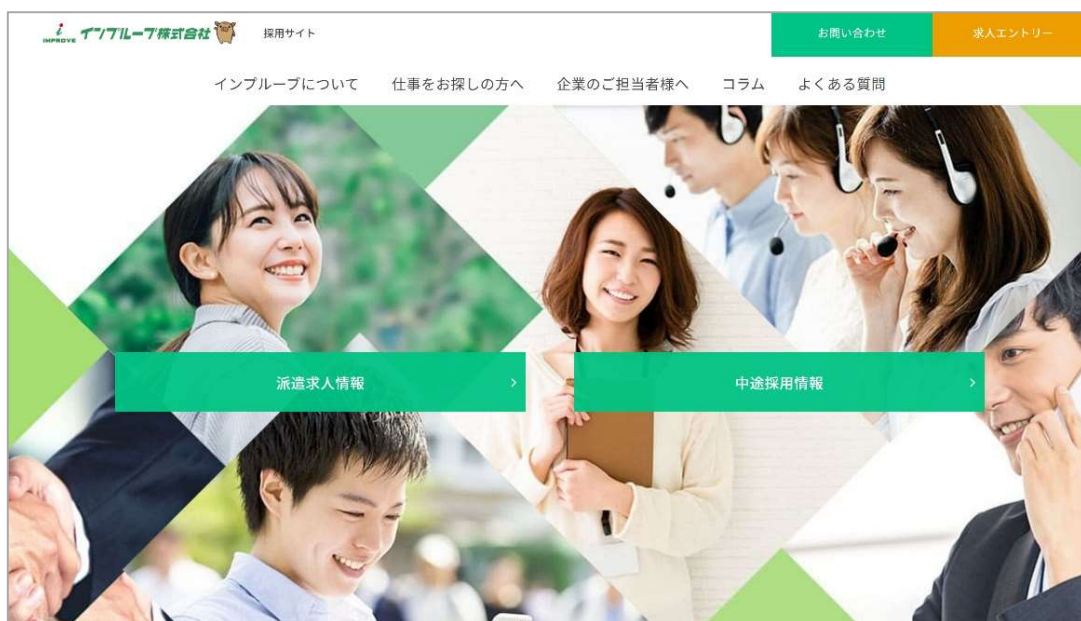 i
IMPROVE
インプルーブ株式会社
採用サイト
お問い合わせ
求人エントリー
インプルーブについて
仕事をお探しの方へ
企業のご担当者様へ
コラム
よくある質問
派遣求人情報
中途採用情報